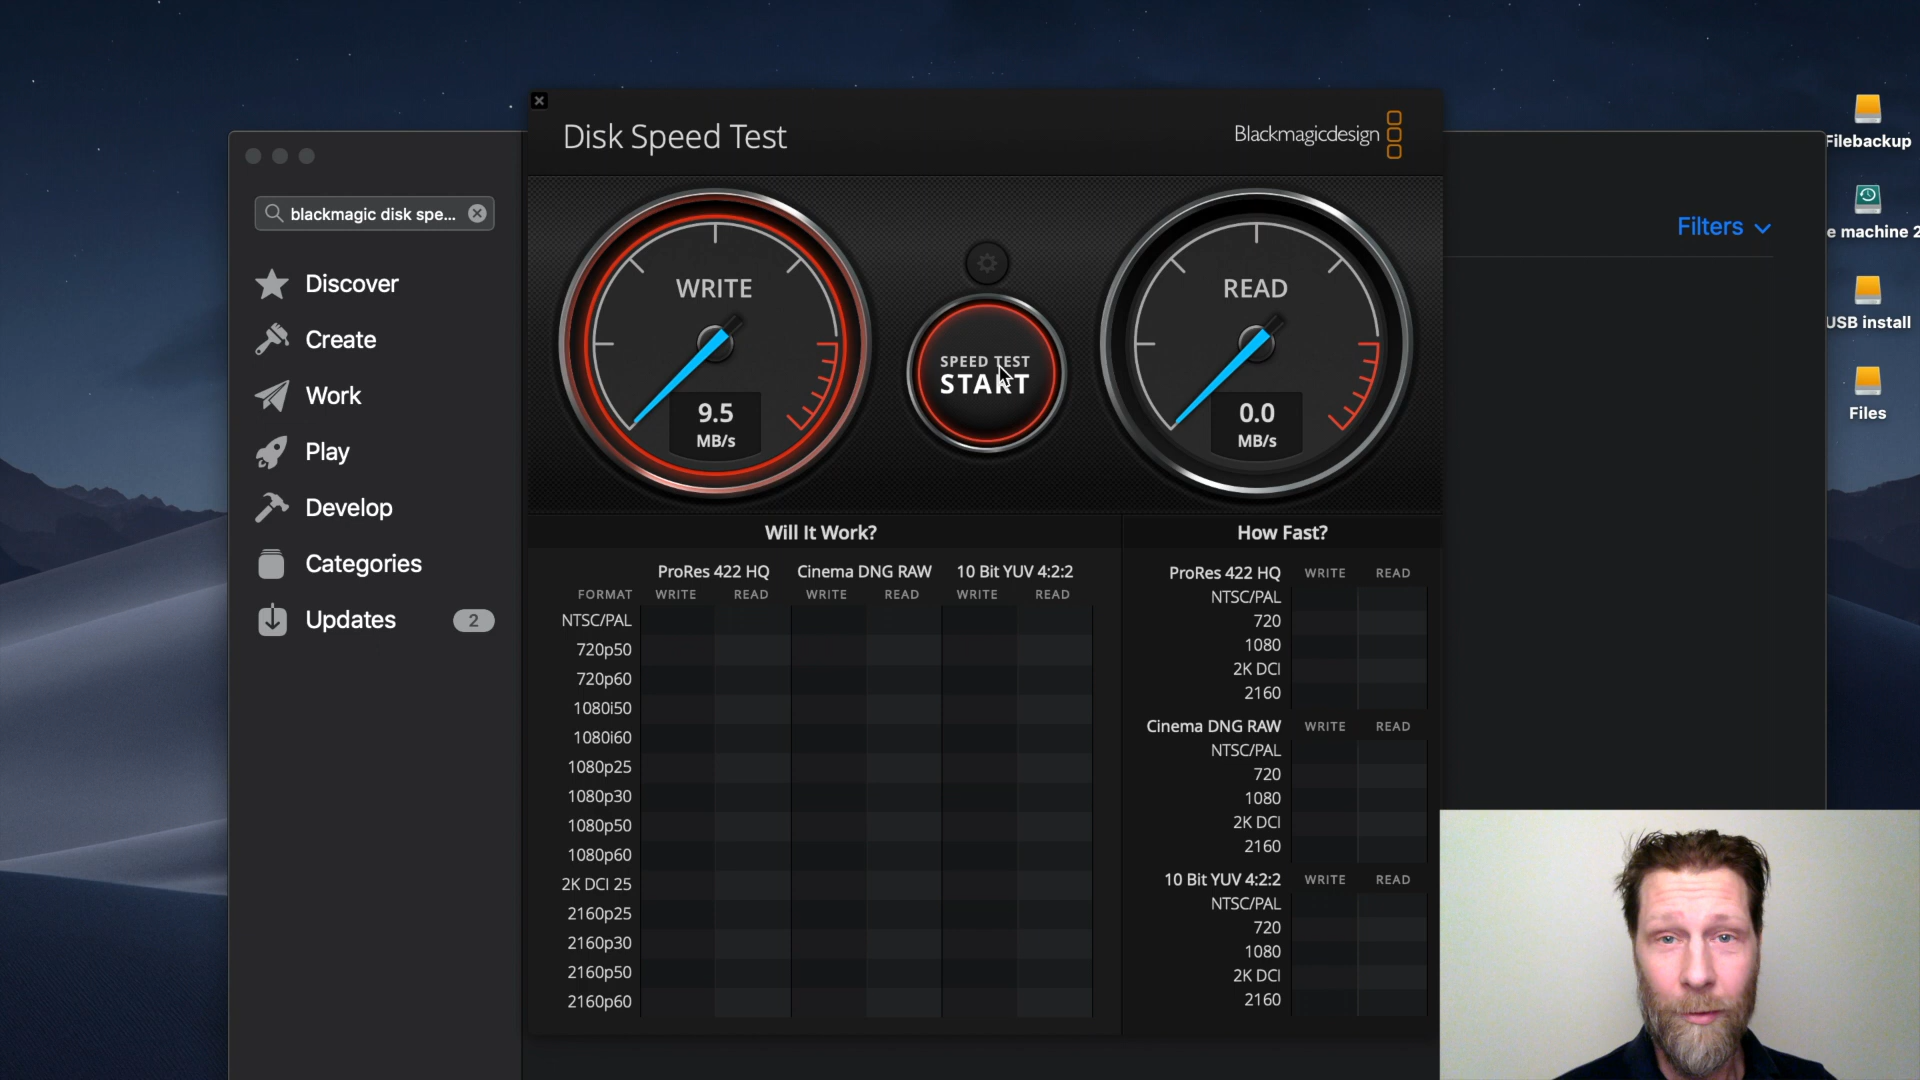 Disk Speed Test
Blackmagicdesign
blackmagic disk spe...
Discover
Create
Work
Play
Develop
Categories
Updates 2
WRITE
9.5
MB/s
SPEED TEST
START
READ
0.0
MB/s
Will It Work?
ProRes 422 HQ Cinema DNG RAW 10 Bit YUV 4:2:2
FORMAT WRITE READ WRITE READ WRITE READ
NTSC/PAL
720p50
720p60
1080i50
1080i60
1080p25
1080p30
1080p50
1080p60
2K DCI 25
2160p25
2160p30
2160p50
2160p60
How Fast?
ProRes 422 HQ WRITE READ
NTSC/PAL
720
1080
2K DCI
2160
Cinema DNG RAW WRITE READ
NTSC/PAL
720
1080
2K DCI
2160
10 Bit YUV 4:2:2 WRITE READ
NTSC/PAL
720
1080
2K DCI
2160
Filters
Filebackup
e machine 2
USB install
Files